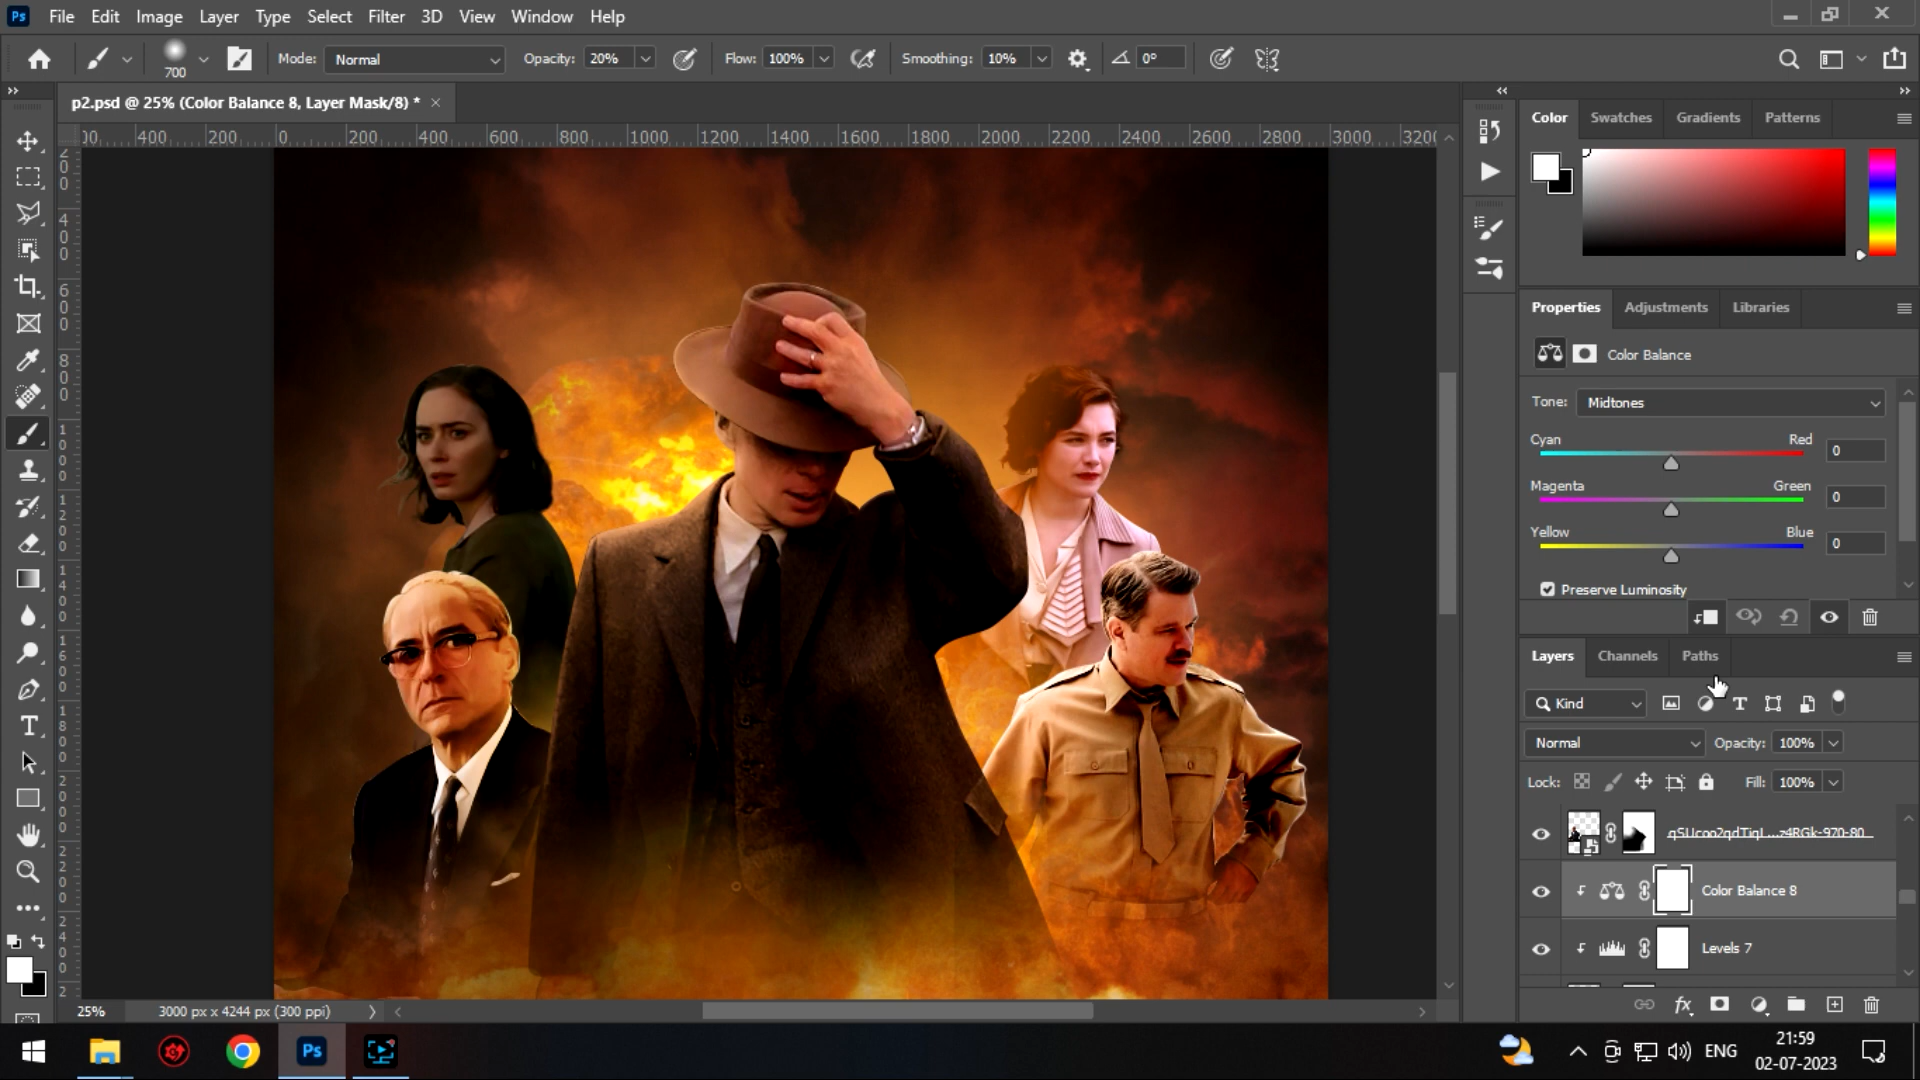 Ps File Edit Image Layer Type Select Filter 3D View Window Help
700 Mode: Normal Opacity: 20% Flow: 100% Smoothing: 10% 0°
p2.psd @ 25% (Color Balance 8, Layer Mask/8) * ×
400 200 0 200 400 600 800 1000 1200 1400 1600 1800 2000 2200 2400 2600 2800 3000
Color Swatches Gradients Patterns
Properties Adjustments Libraries
Color Balance
Tone: Midtones
Cyan Red 0
Magenta Green 0
Yellow Blue 0
Preserve Luminosity
Layers Channels Paths
Kind
Normal Opacity: 100%
Lock: Fill: 100%
Color Balance 8
Levels 7
fx
25% 3000 px x 4244 px (300 ppi)
Ps ENG 21:59
02-07-2023